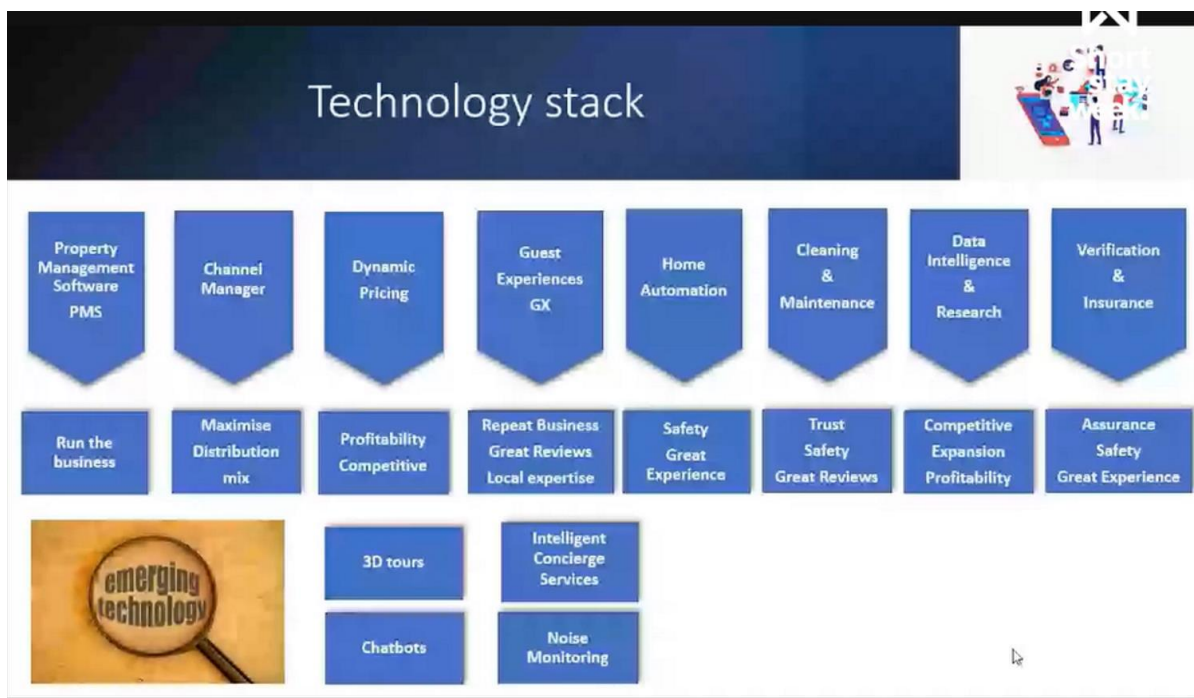 Short
stay
week.
Technology stack
Property
Management
Software
PMS
Channel
Manager
Dynamic
Pricing
Guest
Experiences
GX
Home
Automation
Cleaning
&
Maintenance
Data
Intelligence
&
Research
Verification
&
Insurance
Run the
business
Maximise
Distribution
mix
Profitability
Competitive
Repeat Business
Great Reviews
Local expertise
Safety
Great
Experience
Trust
Safety
Great Reviews
Competitive
Expansion
Profitability
Assurance
Safety
Great Experience
emerging
technology
3D tours
Intelligent
Concierge
Services
Chatbots
Noise
Monitoring